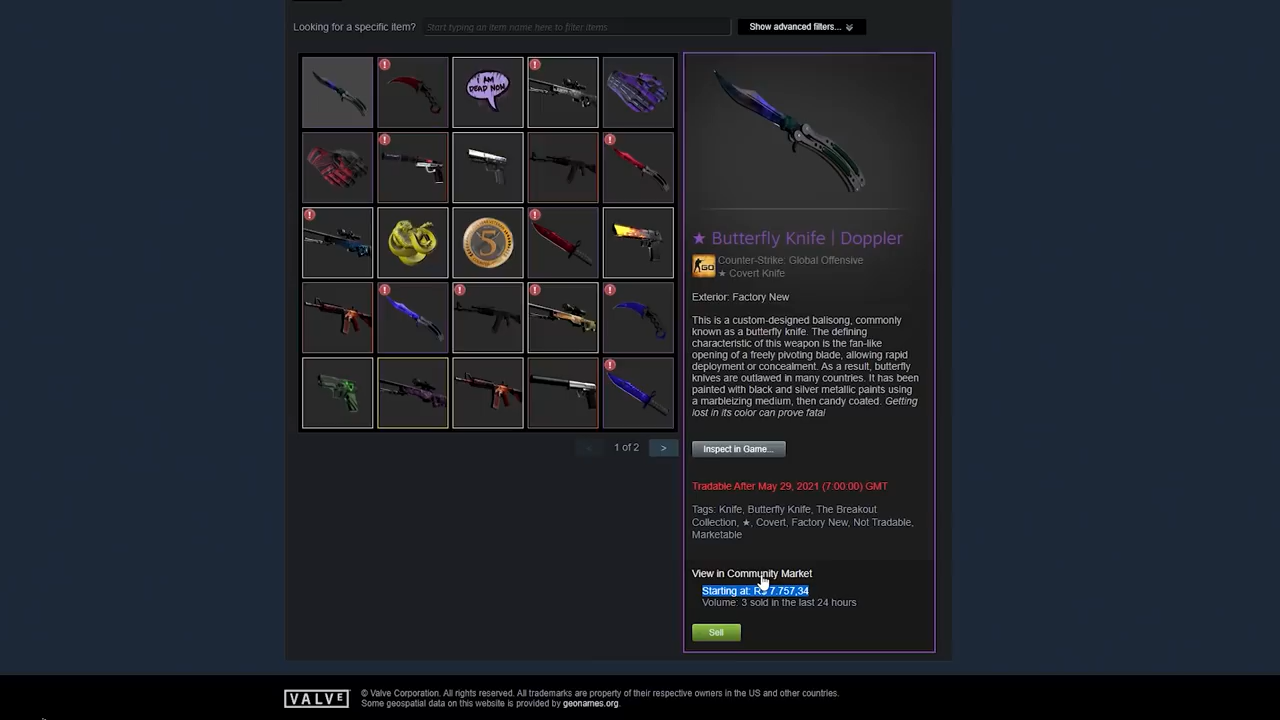 Looking for a specific item?
Start typing an item name here to filter items
Show advanced filters...
I AM
DEAD NOW
5
1 of 2
>
★ Butterfly Knife | Doppler
GO
Counter-Strike: Global Offensive
★ Covert Knife
Exterior: Factory New
This is a custom-designed balisong, commonly
known as a butterfly knife. The defining
characteristic of this weapon is the fan-like
opening of a freely pivoting blade, allowing rapid
deployment or concealment. As a result, butterfly
knives are outlawed in many countries. It has been
painted with black and silver metallic paints using
a marbleizing medium, then candy coated. Getting
lost in its color can prove fatal
Inspect in Game...
Tradable After May 29, 2021 (7:00:00) GMT
Tags: Knife, Butterfly Knife, The Breakout
Collection, ★, Covert, Factory New, Not Tradable,
Marketable
View in Community Market
Starting at: R$ 7.757,34
Volume: 3 sold in the last 24 hours
Sell
VALVE
© Valve Corporation. All rights reserved. All trademarks are property of their respective owners in the US and other countries.
Some geospatial data on this website is provided by geonames.org.